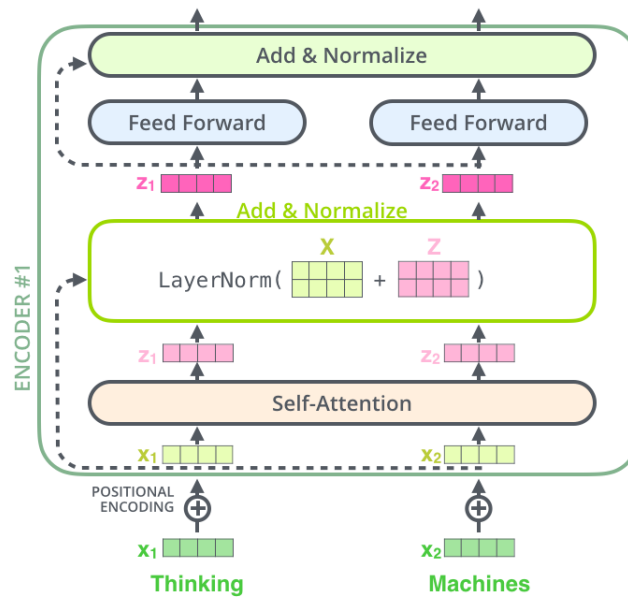 Add & Normalize
Feed Forward Feed Forward
z1 z2
Add & Normalize
X Z
LayerNorm( + )
ENCODER #1
z1 z2
Self-Attention
x1 x2
POSITIONAL
ENCODING
x1 x2
Thinking Machines